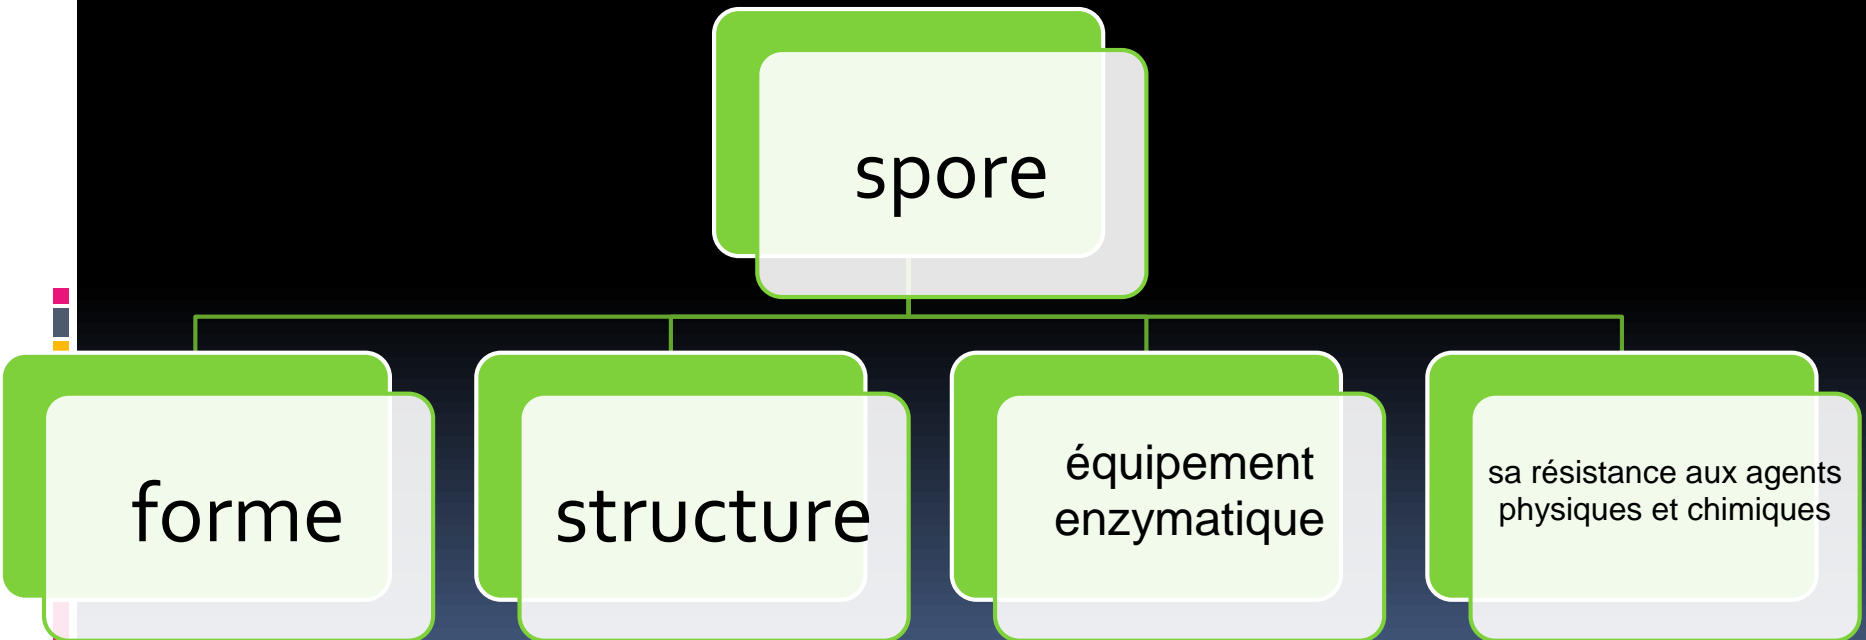 spore
forme
structure
équipement
enzymatique
sa résistance aux agents
physiques et chimiques